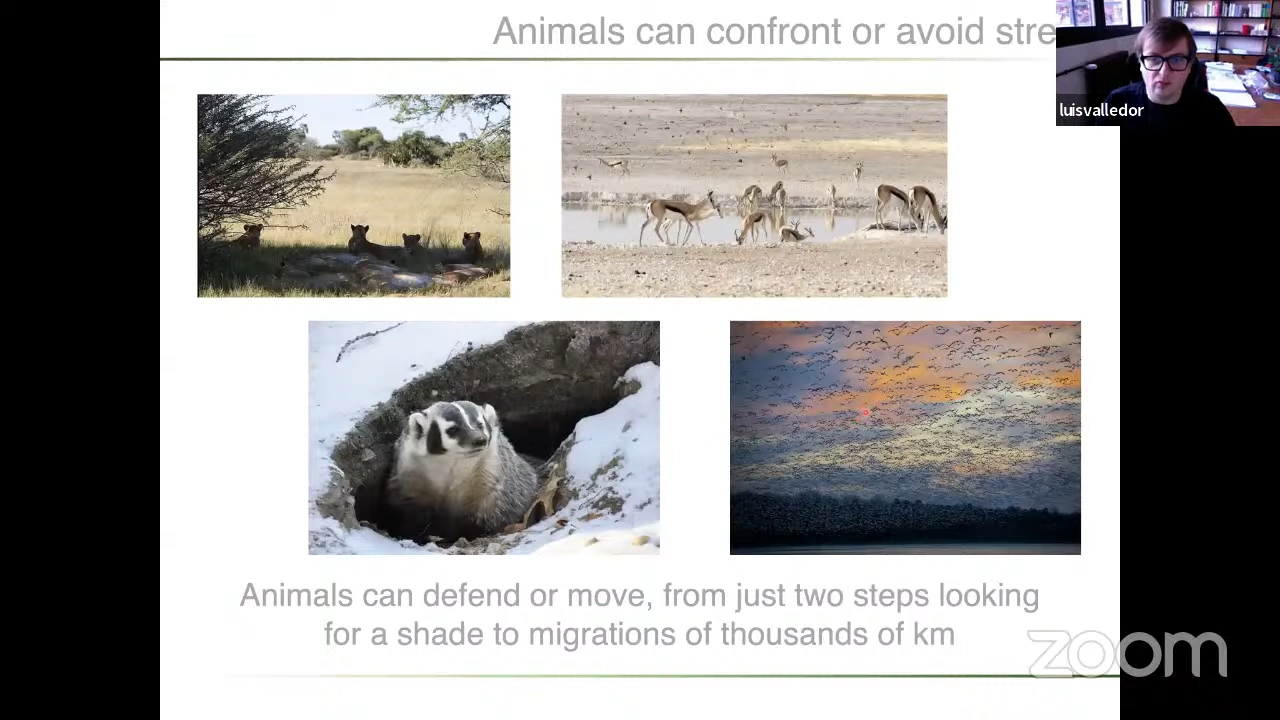 Animals can confront or avoid stre
luisvalledor
Animals can defend or move, from just two steps looking
for a shade to migrations of thousands of km
zoom